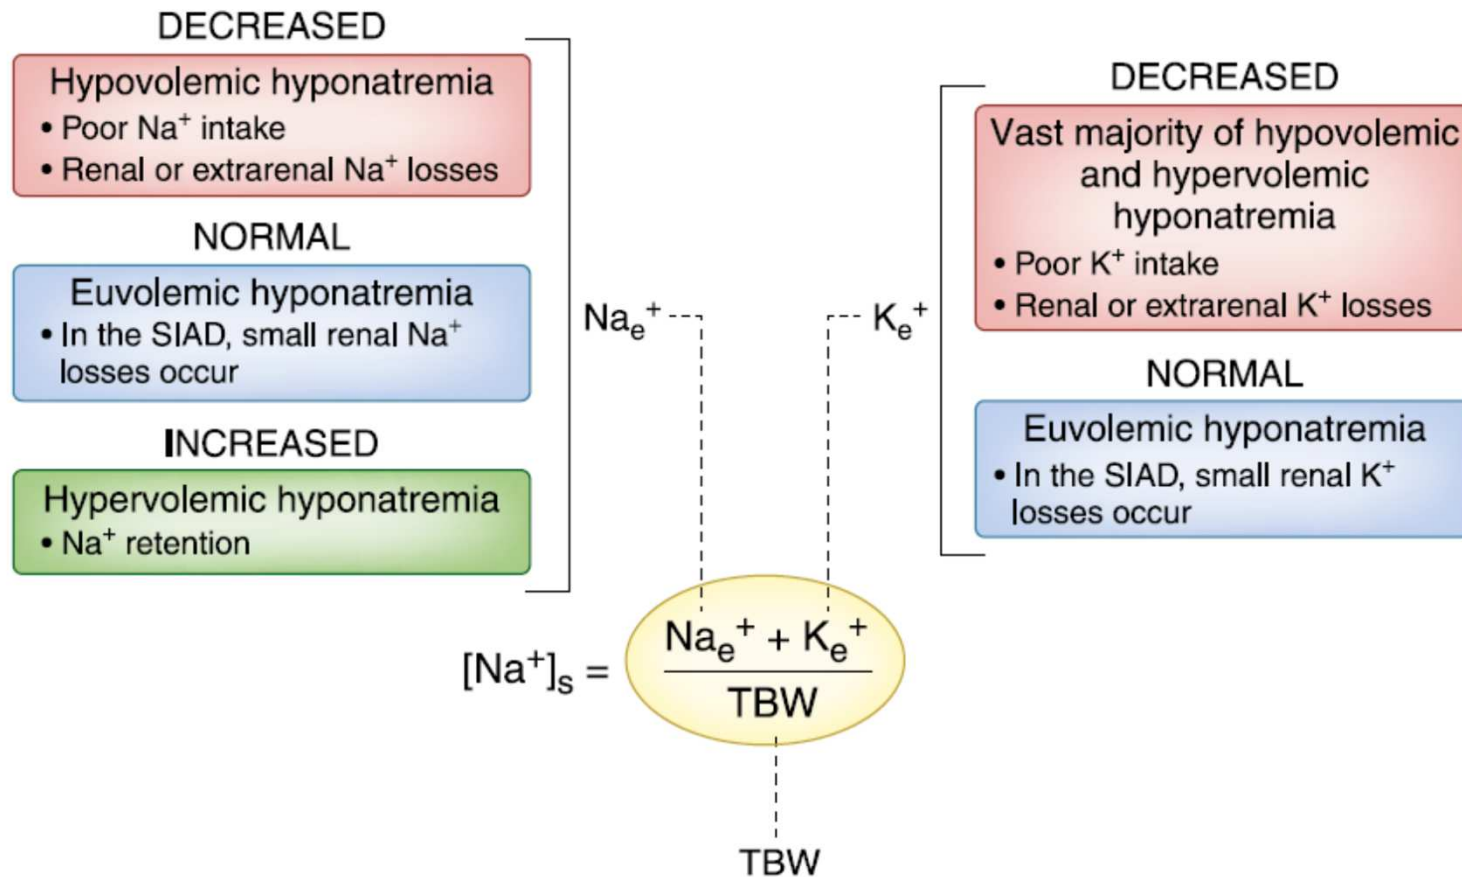 DECREASED
Hypovolemic hyponatremia
• Poor Na⁺ intake
• Renal or extrarenal Na⁺ losses
NORMAL
Euvolemic hyponatremia
• In the SIAD, small renal Na⁺
losses occur
INCREASED
Hypervolemic hyponatremia
• Na⁺ retention
Naₑ⁺
Kₑ⁺
DECREASED
Vast majority of hypovolemic
and hypervolemic
hyponatremia
• Poor K⁺ intake
• Renal or extrarenal K⁺ losses
NORMAL
Euvolemic hyponatremia
• In the SIAD, small renal K⁺
losses occur
[Na⁺]ₛ =
Naₑ⁺ + Kₑ⁺
TBW
TBW